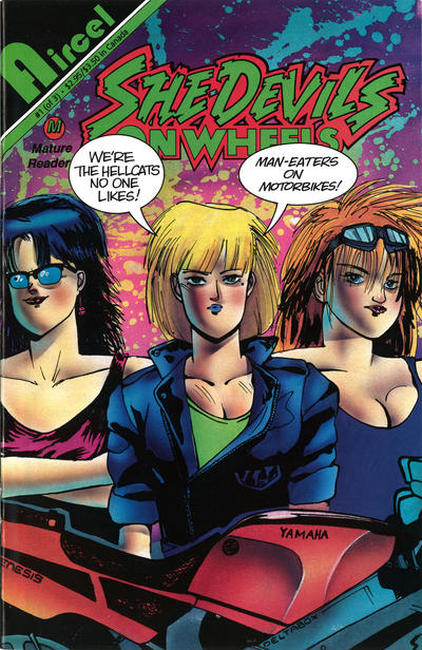 Aircel
#1 (of 3) • $2.95/$3.50 in Canada
M
Mature
Reader
SHE-DEVILS
ON WHEELS
WE'RE
THE HELLCATS
NO ONE
LIKES!
MAN-EATERS
ON
MOTORBIKES!
YAMAHA
ENESIS
DELTABOX